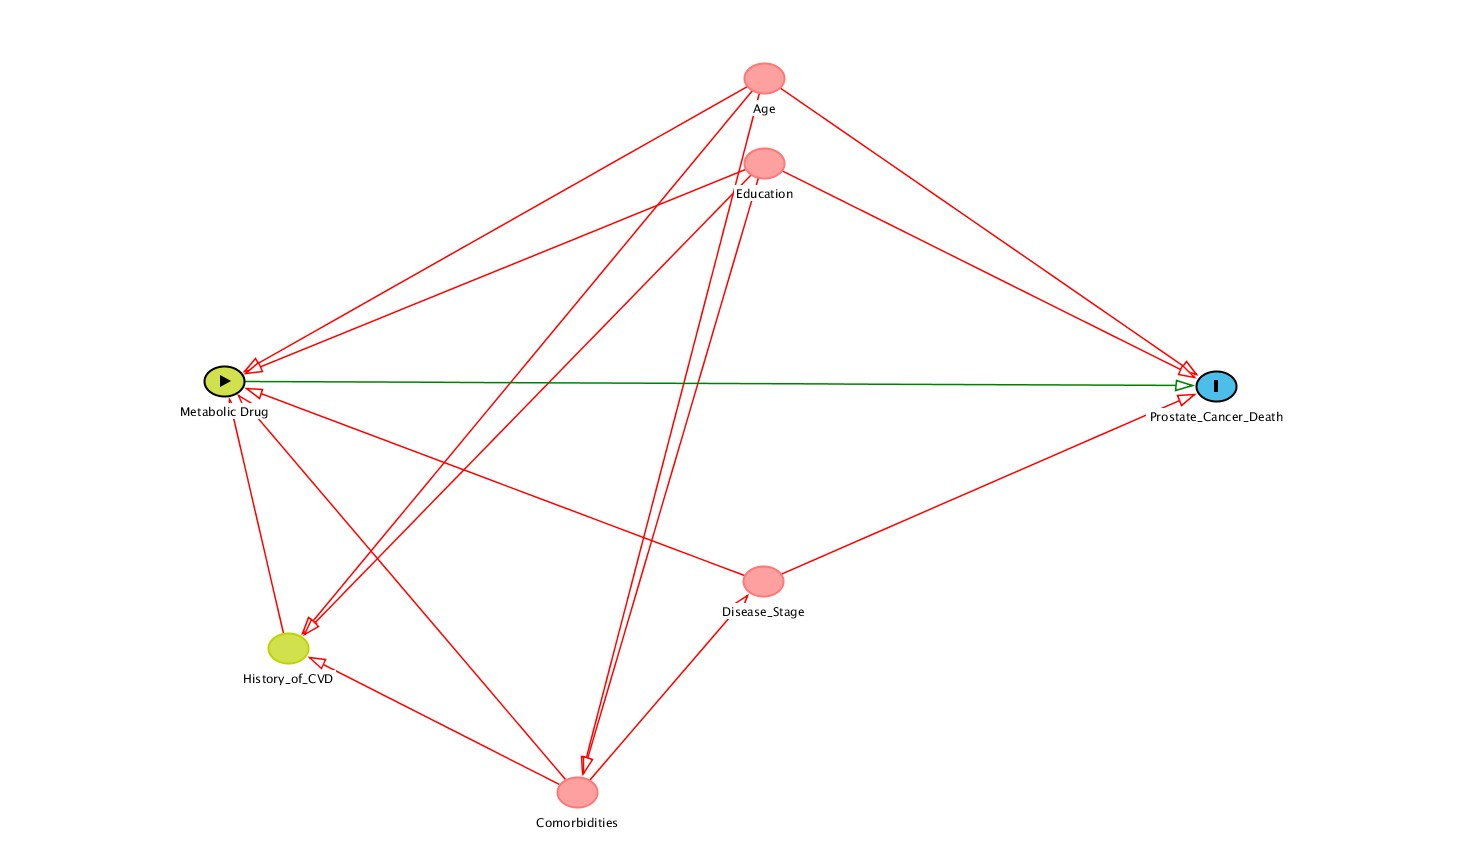 Age
Education
Metabolic Drug
Prostate_Cancer_Death
Disease_Stage
History_of_CVD
Comorbidities